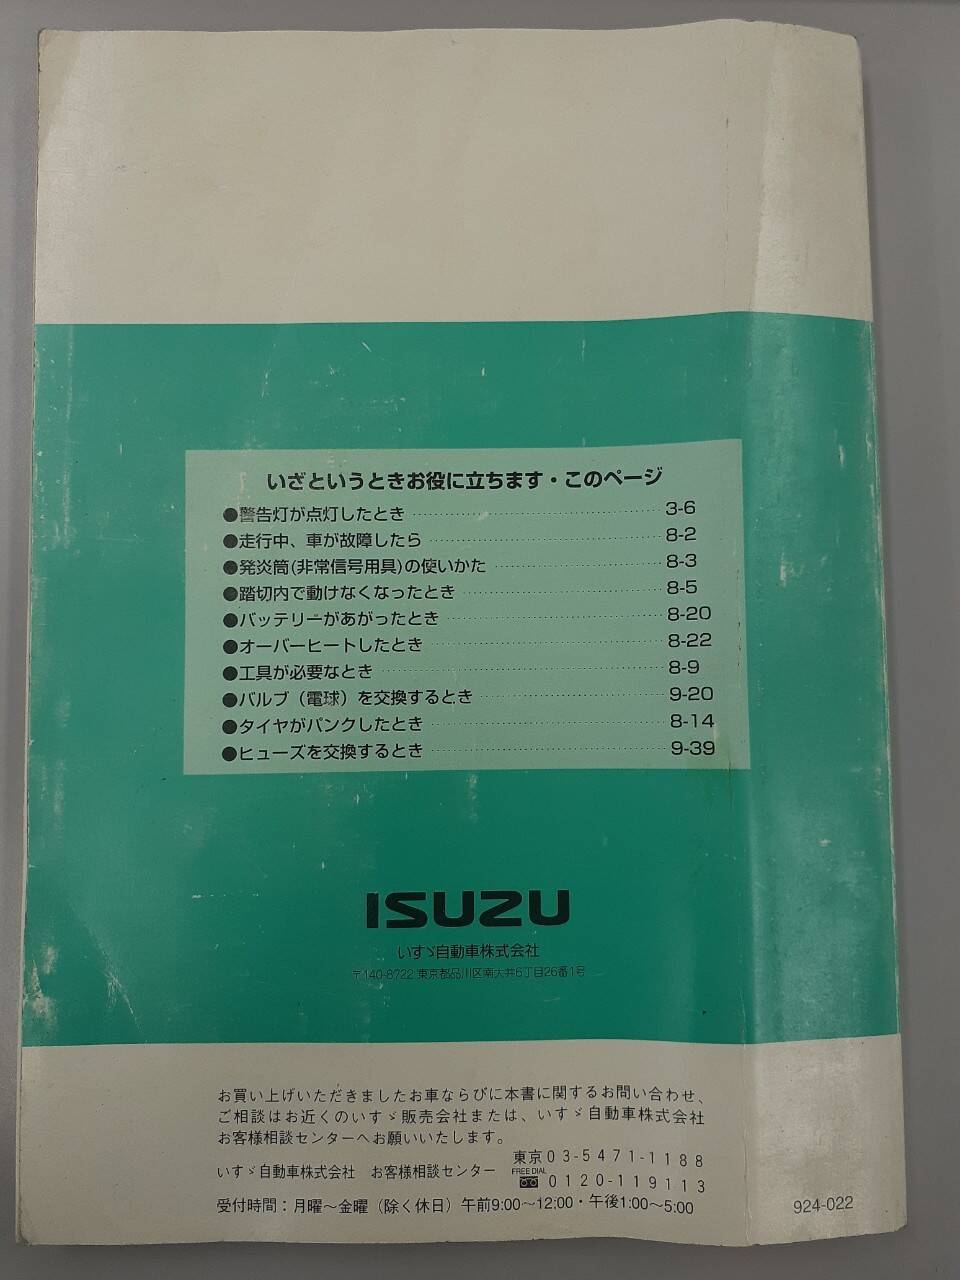 いざというときお役に立ちます・このページ
●警告灯が点灯したとき 3-6
●走行中、車が故障したら 8-2
●発炎筒(非常信号用具)の使いかた 8-3
●踏切内で動けなくなったとき 8-5
●バッテリーがあがったとき 8-20
●オーバーヒートしたとき 8-22
●工具が必要なとき 8-9
●バルブ（電球）を交換するとき 9-20
●タイヤがパンクしたとき 8-14
●ヒューズを交換するとき 9-39
ISUZU
いすゞ自動車株式会社
〒140-8722 東京都品川区南大井6丁目26番1号
お買い上げいただきましたお車ならびに本書に関するお問い合わせ、
ご相談はお近くのいすゞ販売会社または、いすゞ自動車株式会社
お客様相談センターへお願いいたします。
東京03-5471-1188
いすゞ自動車株式会社 お客様相談センター FREE DIAL 0120-119113
受付時間：月曜～金曜（除く休日）午前9:00～12:00・午後1:00～5:00
924-022